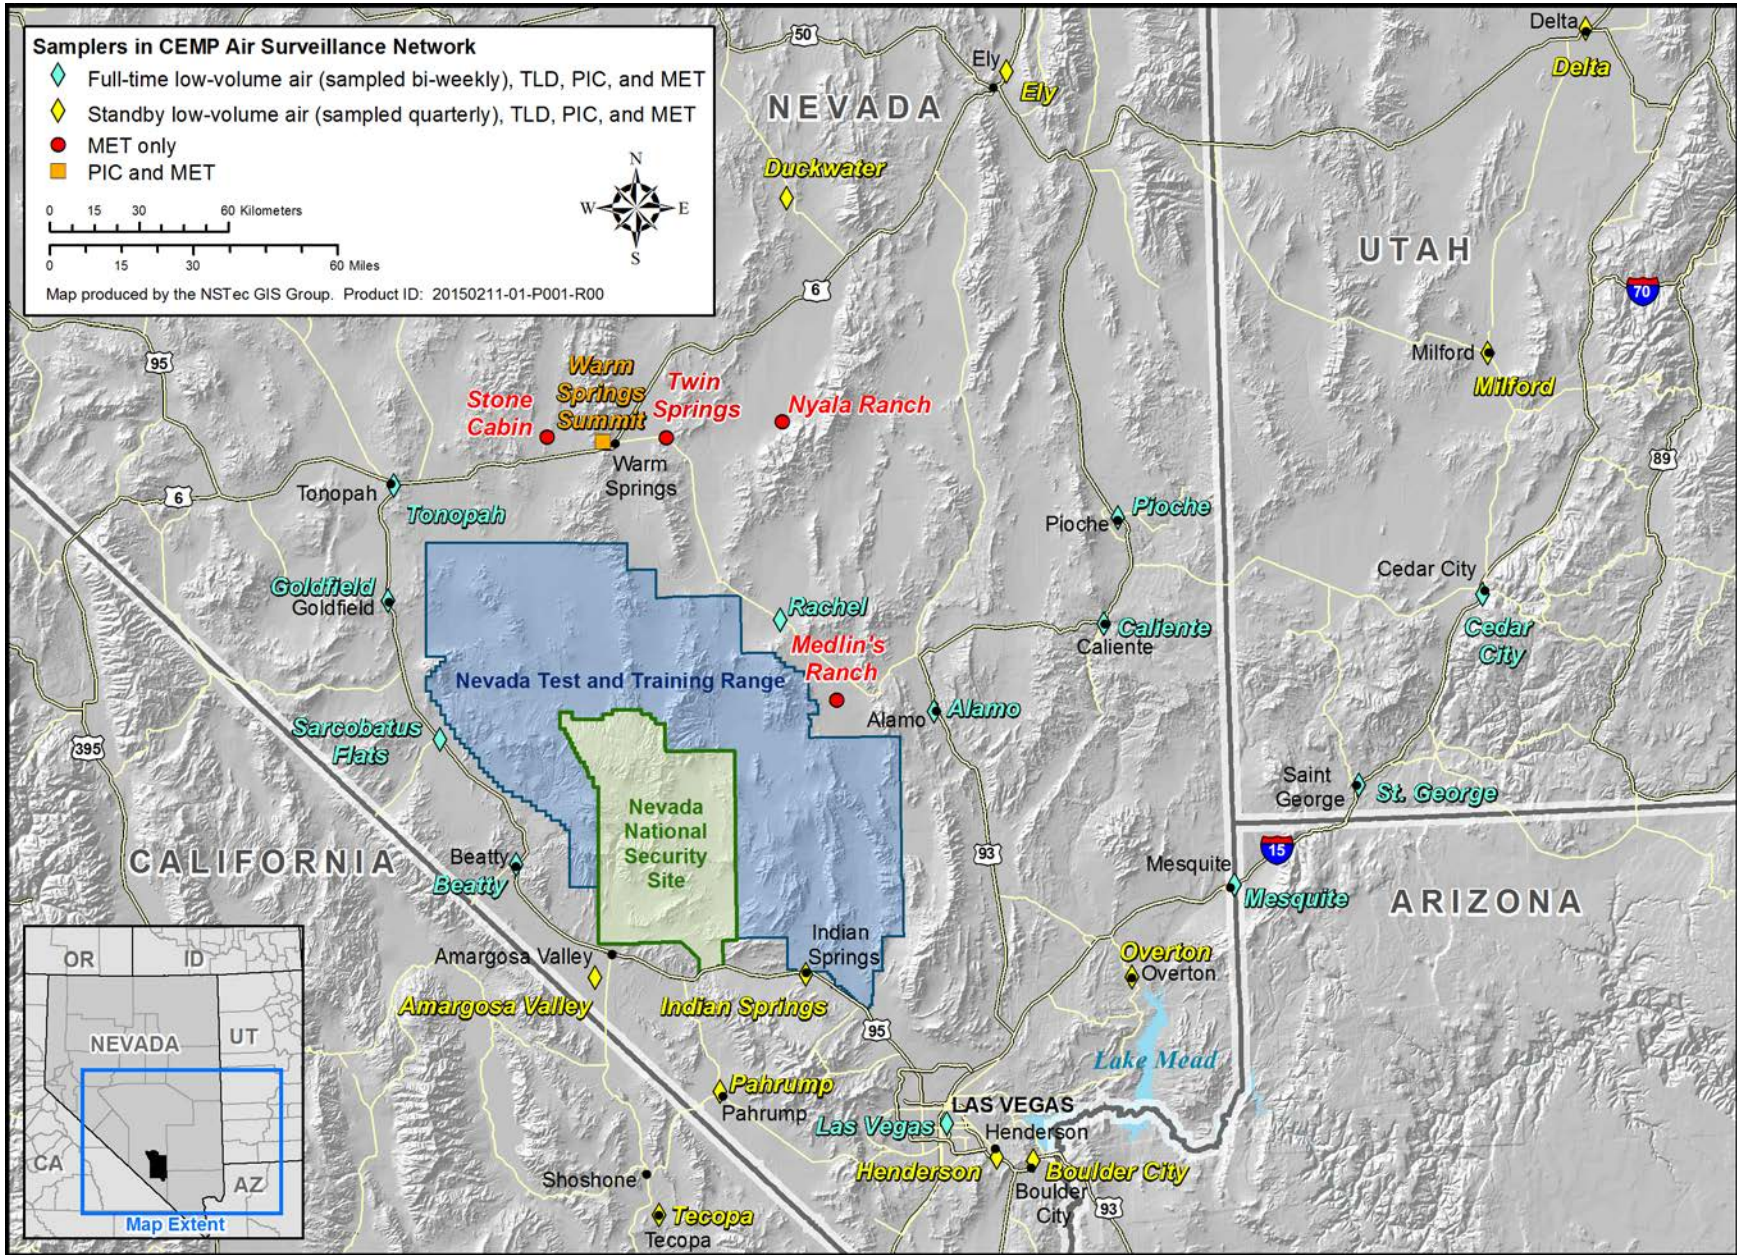 Samplers in CEMP Air Surveillance Network
Full-time low-volume air (sampled bi-weekly), TLD, PIC, and MET
Standby low-volume air (sampled quarterly), TLD, PIC, and MET
MET only
PIC and MET
N
W E
S
0 15 30 60 Kilometers
0 15 30 60 Miles
Map produced by the NSTec GIS Group. Product ID: 20150211-01-P001-R00
50
Ely
Ely
Delta
Delta
NEVADA
Duckwater
UTAH
6
70
95
Milford
Milford
Warm
Springs
Summit
Stone
Cabin
Twin
Springs
Nyala Ranch
Warm
Springs
89
6
Tonopah
Tonopah
Pioche
Pioche
Goldfield
Goldfield
Rachel
Cedar City
Cedar
City
Caliente
Caliente
Medlin's
Ranch
Nevada Test and Training Range
Alamo
Alamo
Sarcobatus
Flats
395
Saint
George
St. George
Nevada
National
Security
Site
CALIFORNIA
Beatty
Beatty
93
15
Mesquite
Mesquite
ARIZONA
Indian
Springs
Amargosa Valley
Amargosa Valley
Indian Springs
Overton
Overton
95
Lake Mead
Pahrump
Pahrump
LAS VEGAS
Las Vegas
Henderson
Henderson
Boulder City
Boulder
City
93
Shoshone
Tecopa
Tecopa
OR
ID
NEVADA
UT
CA
AZ
Map Extent